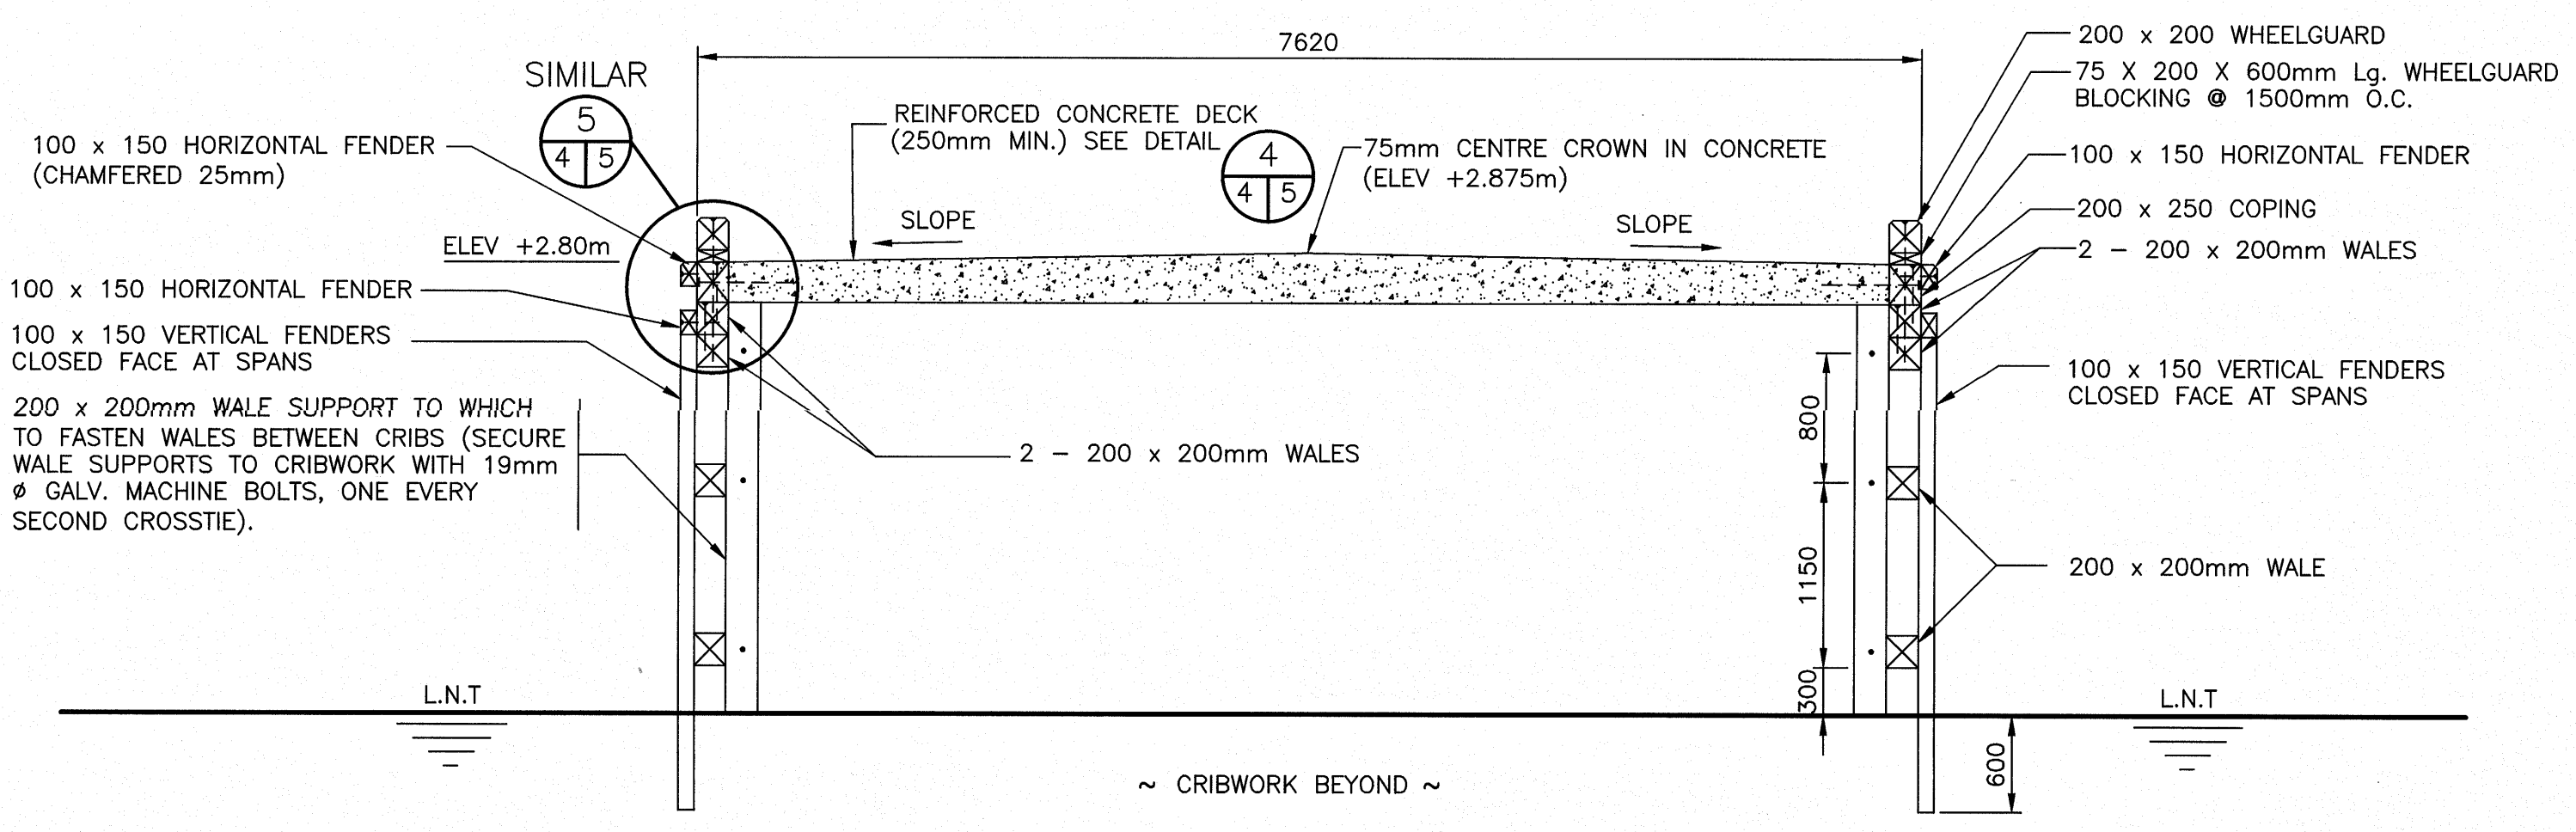 7620
SIMILAR
5
4 5
100 x 150 HORIZONTAL FENDER
(CHAMFERED 25mm)
ELEV +2.80m
100 x 150 HORIZONTAL FENDER
100 x 150 VERTICAL FENDERS
CLOSED FACE AT SPANS
200 x 200mm WALE SUPPORT TO WHICH
TO FASTEN WALES BETWEEN CRIBS (SECURE
WALE SUPPORTS TO CRIBWORK WITH 19mm
ø GALV. MACHINE BOLTS, ONE EVERY
SECOND CROSSTIE).
REINFORCED CONCRETE DECK
(250mm MIN.) SEE DETAIL
4
4 5
75mm CENTRE CROWN IN CONCRETE
(ELEV +2.875m)
SLOPE
SLOPE
2 - 200 x 200mm WALES
200 x 200 WHEELGUARD
75 X 200 X 600mm Lg. WHEELGUARD
BLOCKING @ 1500mm O.C.
100 x 150 HORIZONTAL FENDER
200 x 250 COPING
2 - 200 x 200mm WALES
100 x 150 VERTICAL FENDERS
CLOSED FACE AT SPANS
200 x 200mm WALE
800
1150
300
600
L.N.T
L.N.T
~ CRIBWORK BEYOND ~